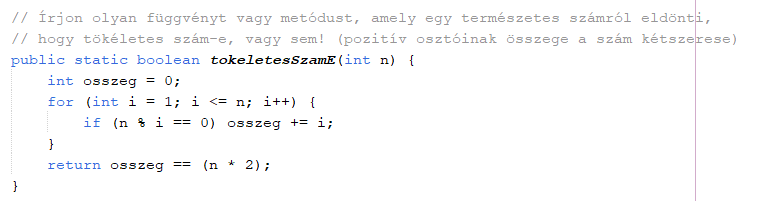 // Írjon olyan függvényt vagy metódust, amely egy természetes számról eldönti,
// hogy tökéletes szám-e, vagy sem! (pozitív osztóinak összege a szám kétszerese)
public static boolean tokeletesSzamE(int n) {
    int osszeg = 0;
    for (int i = 1; i <= n; i++) {
        if (n % i == 0) osszeg += i;
    }
    return osszeg == (n * 2);
}